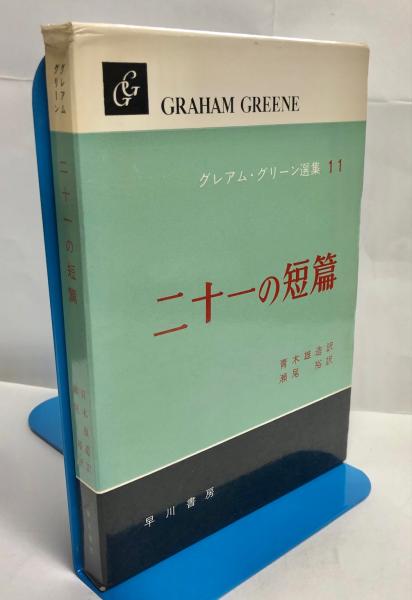 グレアム・グリーン
二十一の短篇
GG
GRAHAM GREENE
グレアム・グリーン選集 11
二十一の短篇
青木雄造訳
瀬尾 裕訳
早川書房